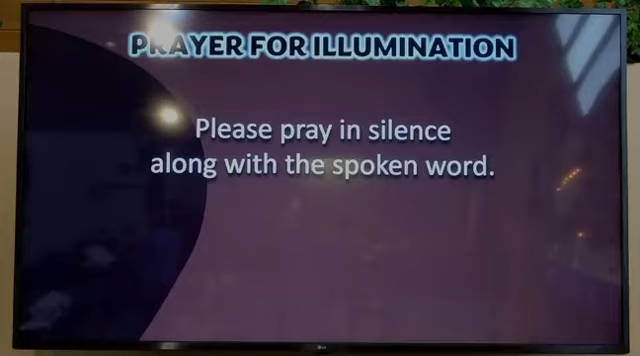 PRAYER FOR ILLUMINATION
Please pray in silence
along with the spoken word.